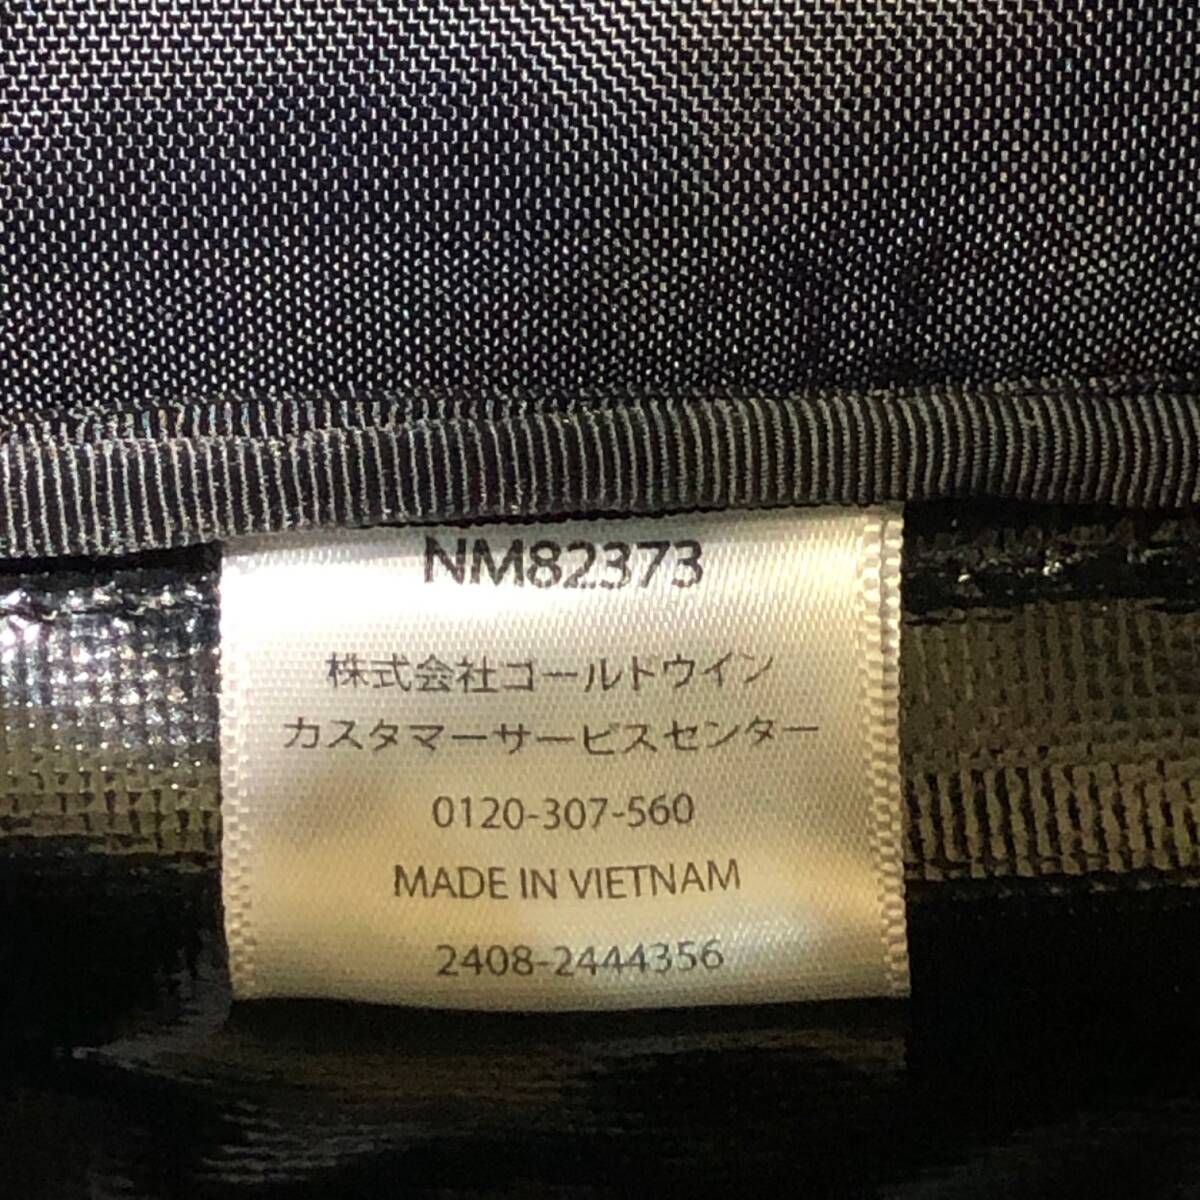 NM82373
株式会社ゴールドウイン
カスタマーサービスセンター
0120-307-560
MADE IN VIETNAM
2408-2444356